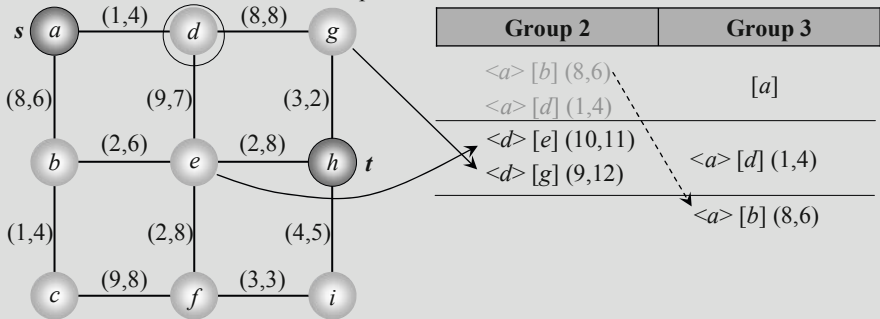 s a (1,4) d (8,8) g
(8,6) (9,7) (3,2)
b (2,6) e (2,8) h t
(1,4) (2,8) (4,5)
c (9,8) f (3,3) i
Group 2 Group 3
<a> [b] (8,6)
<a> [d] (1,4)
[a]
<d> [e] (10,11)
<d> [g] (9,12)
<a> [d] (1,4)
<a> [b] (8,6)